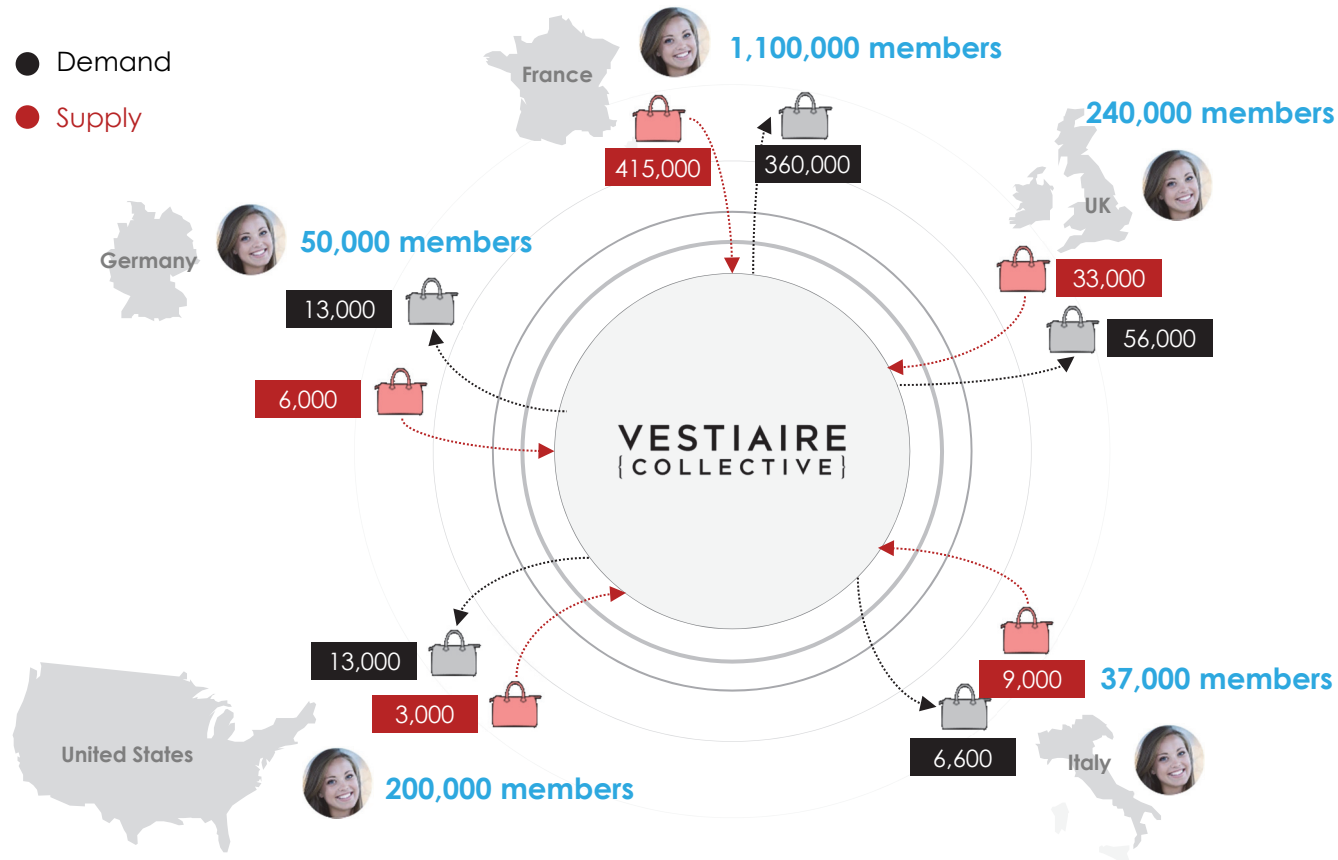 Demand
Supply
France
1,100,000 members
415,000
360,000
240,000 members
UK
33,000
56,000
Germany
50,000 members
13,000
6,000
VESTIAIRE
{COLLECTIVE}
13,000
3,000
United States
200,000 members
9,000
37,000 members
6,600
Italy